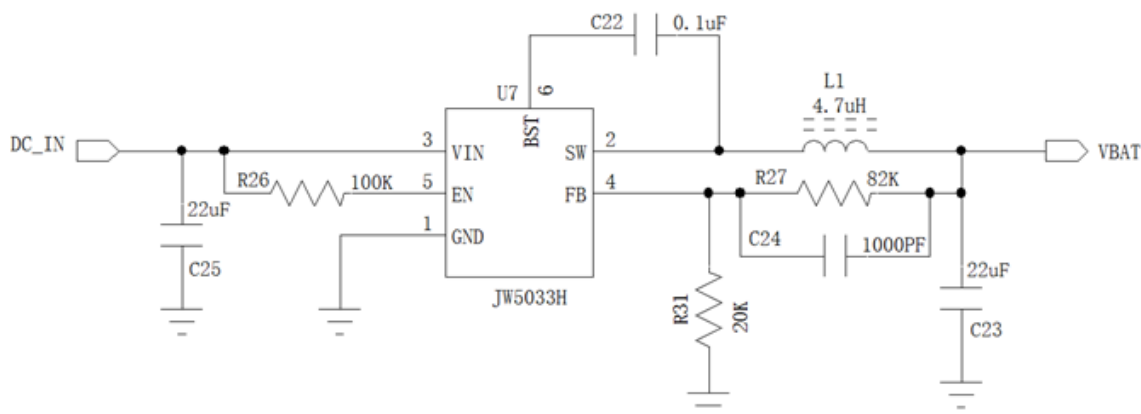 C22
0.1uF
U7
6
BST
L1
4.7uH
DC_IN
3
VIN
SW
2
VBAT
R26
100K
5
EN
FB
4
R27
82K
22uF
1
GND
C24
1000PF
C25
22uF
JW5033H
R31
20K
C23